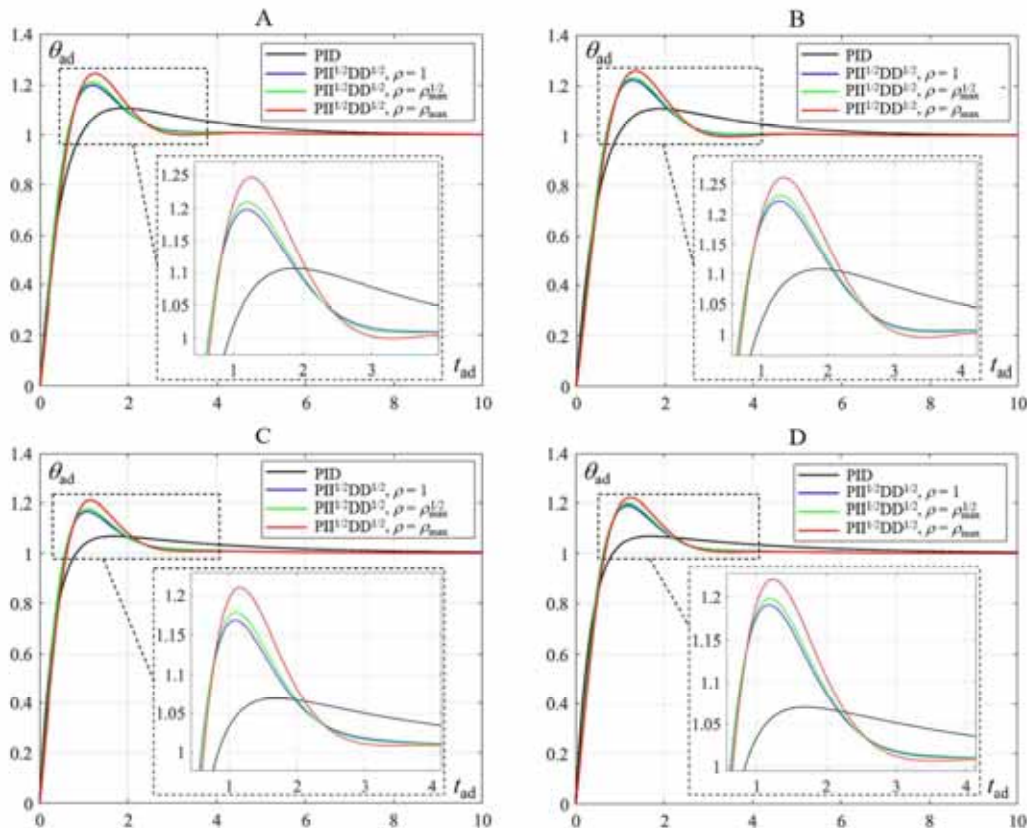 A
1.4
1.2
1
0.8
0.6
0.4
0.2
0
θad
PID
PII1/2DD1/2, ρ = 1
PII1/2DD1/2, ρ = ρmax1/2
PII1/2DD1/2, ρ = ρmax
1.25
1.2
1.15
1.1
1.05
1
1 2 3 tad
0 2 4 6 8 10
B
1.4
1.2
1
0.8
0.6
0.4
0.2
0
θad
PID
PII1/2DD1/2, ρ = 1
PII1/2DD1/2, ρ = ρmax1/2
PII1/2DD1/2, ρ = ρmax
1.25
1.2
1.15
1.1
1.05
1
1 2 3 4 tad
0 2 4 6 8 10
C
1.4
1.2
1
0.8
0.6
0.4
0.2
0
θad
PID
PII1/2DD1/2, ρ = 1
PII1/2DD1/2, ρ = ρmax1/2
PII1/2DD1/2, ρ = ρmax
1.2
1.15
1.1
1.05
1
1 2 3 4 tad
0 2 4 6 8 10
D
1.4
1.2
1
0.8
0.6
0.4
0.2
0
θad
PID
PII1/2DD1/2, ρ = 1
PII1/2DD1/2, ρ = ρmax1/2
PII1/2DD1/2, ρ = ρmax
1.2
1.15
1.1
1.05
1
1 2 3 4 tad
0 2 4 6 8 10